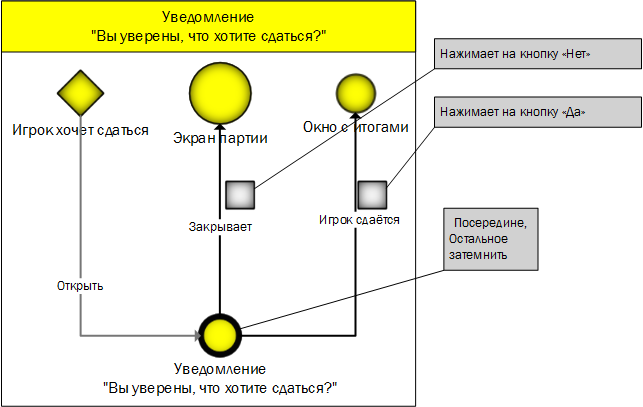 Уведомление
"Вы уверены, что хотите сдаться?"
Нажимает на кнопку «Нет»
Нажимает на кнопку «Да»
Игрок хочет сдаться
Экран партии
Окно с итогами
Закрывает
Игрок сдаётся
Посередине,
Остальное
затемнить
Открыть
Уведомление
"Вы уверены, что хотите сдаться?"